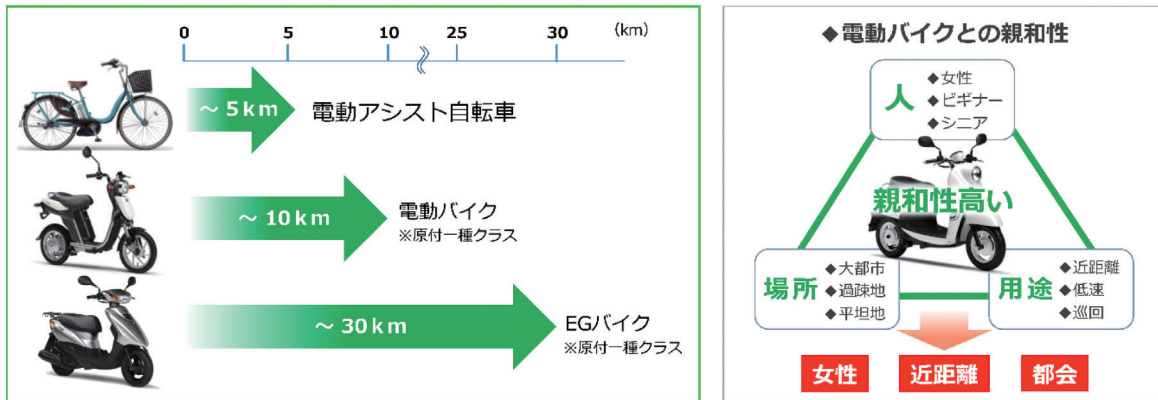 0 5 10 25 30 (km)
～5km
電動アシスト自転車
～10km
電動バイク
※原付一種クラス
～30km
EGバイク
※原付一種クラス
◆電動バイクとの親和性
人
◆女性
◆ビギナー
◆シニア
親和性高い
場所
◆大都市
◆過疎地
◆平坦地
用途
◆近距離
◆低速
◆巡回
女性 近距離 都会